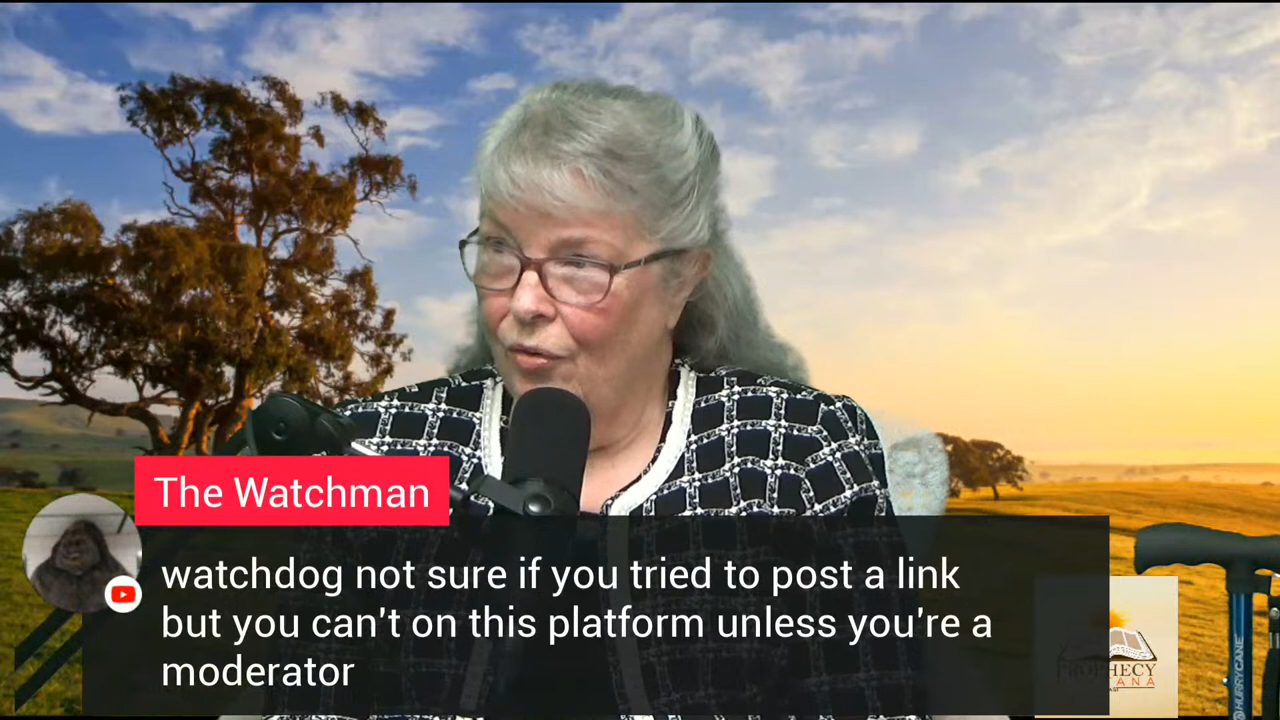 The Watchman
watchdog not sure if you tried to post a link
but you can't on this platform unless you're a
moderator
PROPHECY
HURRYCANE